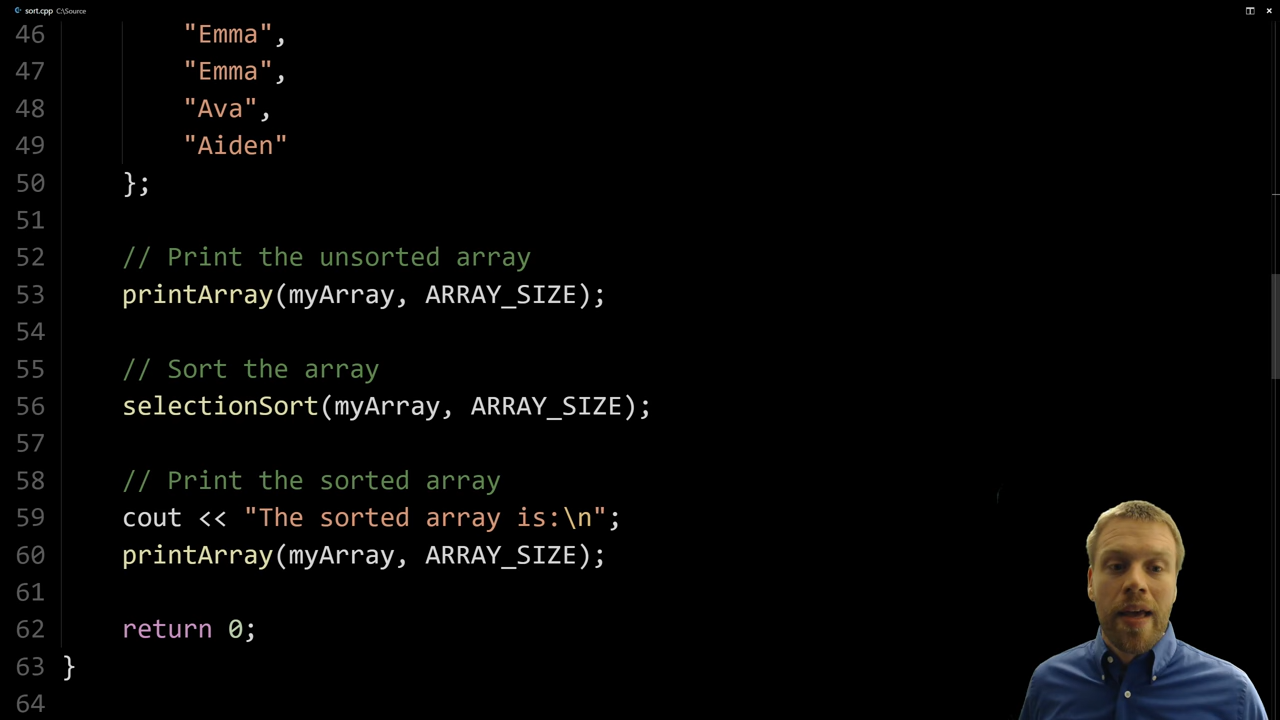 sort.cpp C:\Source
46 "Emma",
47 "Emma",
48 "Ava",
49 "Aiden"
50 };
51
52 // Print the unsorted array
53 printArray(myArray, ARRAY_SIZE);
54
55 // Sort the array
56 selectionSort(myArray, ARRAY_SIZE);
57
58 // Print the sorted array
59 cout << "The sorted array is:\n";
60 printArray(myArray, ARRAY_SIZE);
61
62 return 0;
63 }
64